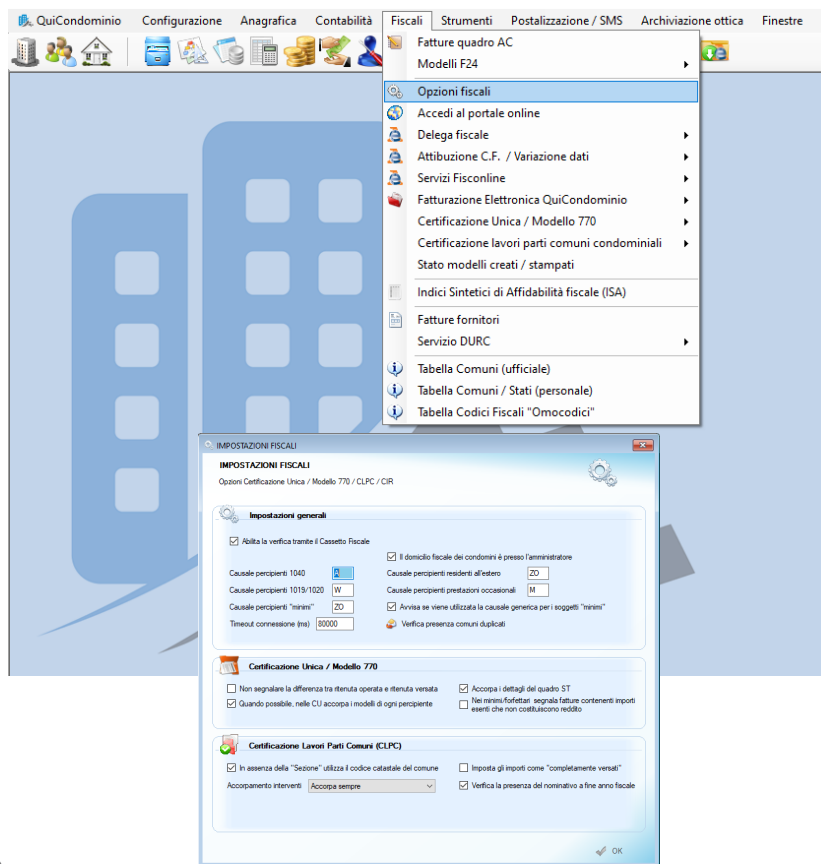 QuiCondominio Configurazione Anagrafica Contabilità Fiscali Strumenti Postalizzazione / SMS Archiviazione ottica Finestre
Fatture quadro AC
Modelli F24
Opzioni fiscali
Accedi al portale online
Delega fiscale
Attibuzione C.F. / Variazione dati
Servizi Fisconline
Fatturazione Elettronica QuiCondominio
Certificazione Unica / Modello 770
Certificazione lavori parti comuni condominiali
Stato modelli creati / stampati
Indici Sintetici di Affidabilità fiscale (ISA)
Fatture fornitori
Servizio DURC
Tabella Comuni (ufficiale)
Tabella Comuni / Stati (personale)
Tabella Codici Fiscali "Omocodici"
IMPOSTAZIONI FISCALI
IMPOSTAZIONI FISCALI
Opzioni Certificazione Unica / Modello 770 / CLPC / CIR
Impostazioni generali
Abilita la verifica tramite il Cassetto Fiscale
Il domicilio fiscale dei condomini è presso l'amministratore
Causale percipienti 1040 A Causale percipienti residenti all'estero ZO
Causale percipienti 1019/1020 W Causale percipienti prestazioni occasionali M
Causale percipienti "minimi" ZO Avvisa se viene utilizzata la causale generica per i soggetti "minimi"
Timeout connessione (ms) 80000 Verifica presenza comuni duplicati
Certificazione Unica / Modello 770
Non segnalare la differenza tra ritenuta operata e ritenuta versata Accorpa i dettagli del quadro ST
Quando possibile, nelle CU accorpa i modelli di ogni percipiente Nei minimi/forfettari segnala fatture contenenti importi
esenti che non costituiscono reddito
Certificazione Lavori Parti Comuni (CLPC)
In assenza della "Sezione" utilizza il codice catastale del comune Imposta gli importi come "completamente versati"
Accorpamento interventi Accorpa sempre Verifica la presenza del nominativo a fine anno fiscale
OK